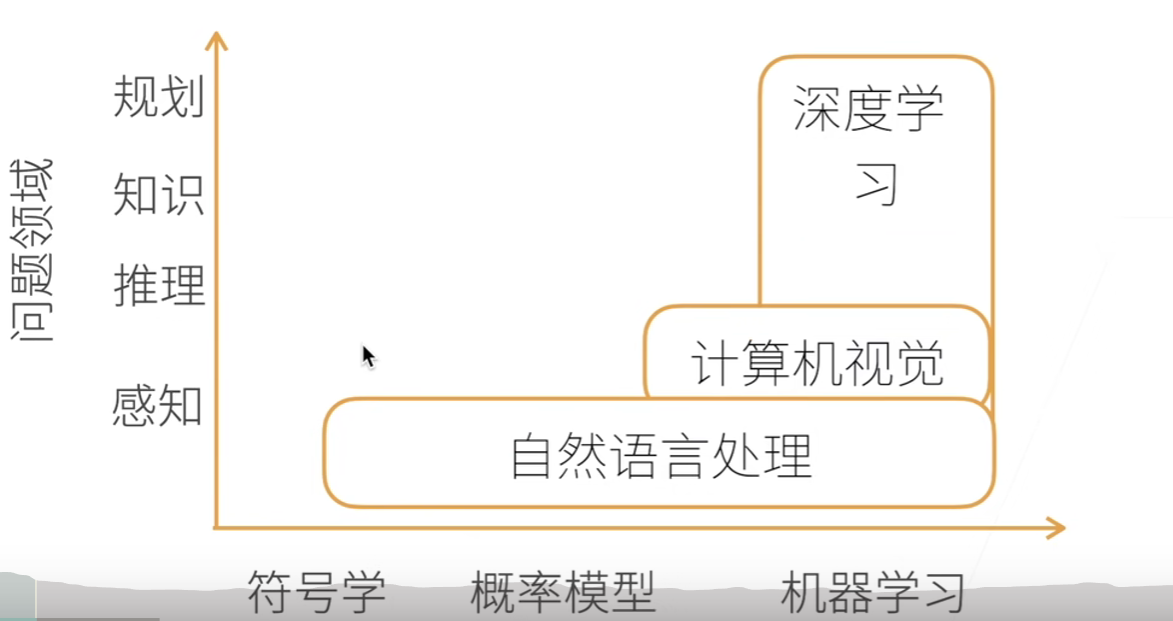 问题领域
规划
知识
推理
感知
深度学
习
计算机视觉
自然语言处理
符号学
概率模型
机器学习